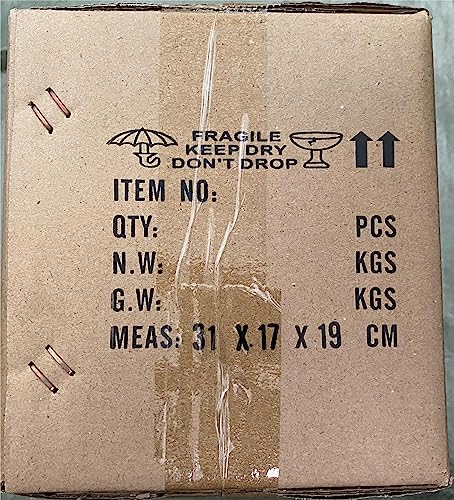 FRAGILE
KEEP DRY
DON'T DROP
ITEM NO:
QTY: PCS
N.W: KGS
G.W: KGS
MEAS: 31 X 17 X 19 CM